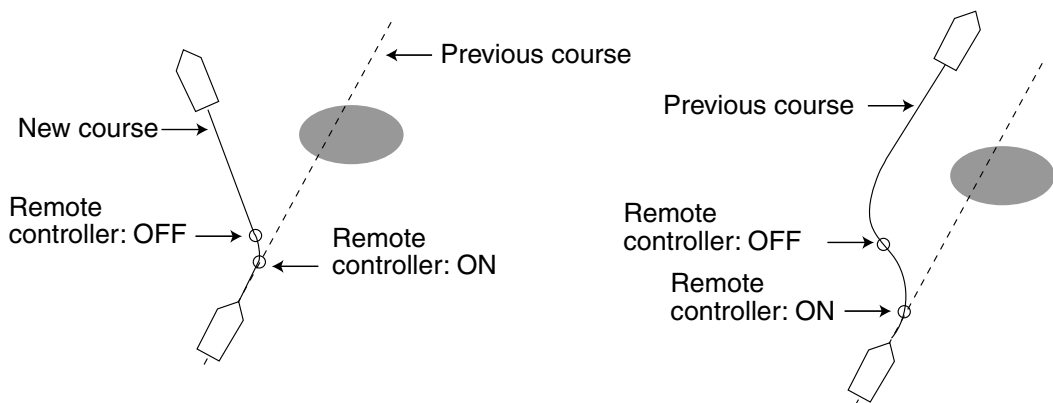 Previous course
New course
Remote
controller: OFF
Remote
controller: ON
Previous course
Remote
controller: OFF
Remote
controller: ON